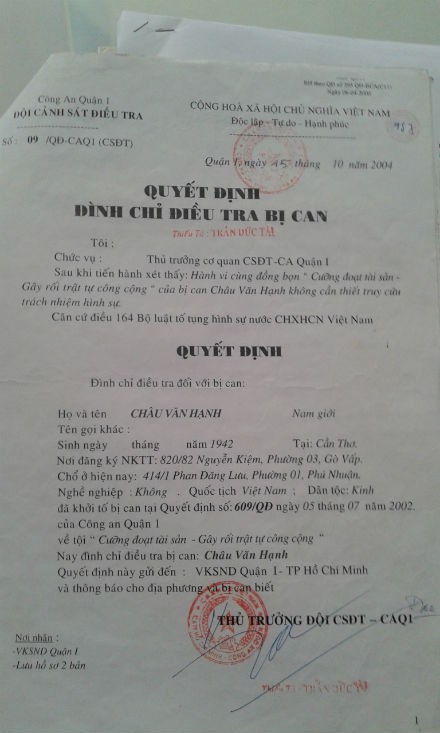 BH theo QĐ số
Ngày
Công An Quận 1
ĐỘI CẢNH SÁT ĐIỀU TRA
CỘNG HOÀ XÃ HỘI CHỦ NGHĨA VIỆT NAM
Độc lập - Tự do - Hạnh phúc
Số : 09 /QĐ-CAQ1 (CSĐT)
Quận 1, ngày 15 tháng 10 năm 2004
QUYẾT ĐỊNH
ĐÌNH CHỈ ĐIỀU TRA BỊ CAN
Thiếu Tá : TRẦN ĐỨC TÀI
Tôi :
Chức vụ : Thủ trưởng cơ quan CSĐT-CA Quận I
Sau khi tiến hành xét thấy: Hành vi cùng đồng bọn " Cưỡng đoạt tài sản -
Gây rối trật tự công cộng " của bị can Châu Văn Hạnh không cần thiết truy cứu
trách nhiệm hình sự.
Căn cứ điều 164 Bộ luật tố tụng hình sự nước CHXHCN Việt Nam
QUYẾT ĐỊNH
Đình chỉ điều tra đối với bị can:
Họ và tên CHÂU VĂN HẠNH Nam giới
Tên gọi khác :
Sinh ngày tháng năm 1942 Tại: Cần Thơ.
Nơi đăng ký NKTT: 820/82 Nguyễn Kiệm, Phường 03, Gò Vấp.
Chổ ở hiện nay: 414/1 Phan Đăng Lưu, Phường 01, Phú Nhuận.
Nghề nghiệp : Không . Quốc tịch Việt Nam ; Dân tộc: Kinh
đã khởi tố bị can tại Quyết định số: 609/QĐ ngày 05 tháng 07 năm 2002.
của Công an Quận 1
về tội " Cưỡng đoạt tài sản - Gây rối trật tự công cộng "
Nay đình chỉ điều tra bị can: Châu Văn Hạnh
Quyết định này gửi đến : VKSND Quận 1- TP Hồ Chí Minh
và thông báo cho địa phương và bị can biết
THỦ TRƯỞNG ĐỘI CSĐT – CAQ1
Nơi nhận :
-VKSND Quận I
-Lưu hồ sơ 2 bản
TRẦN ĐỨC TÀI
1